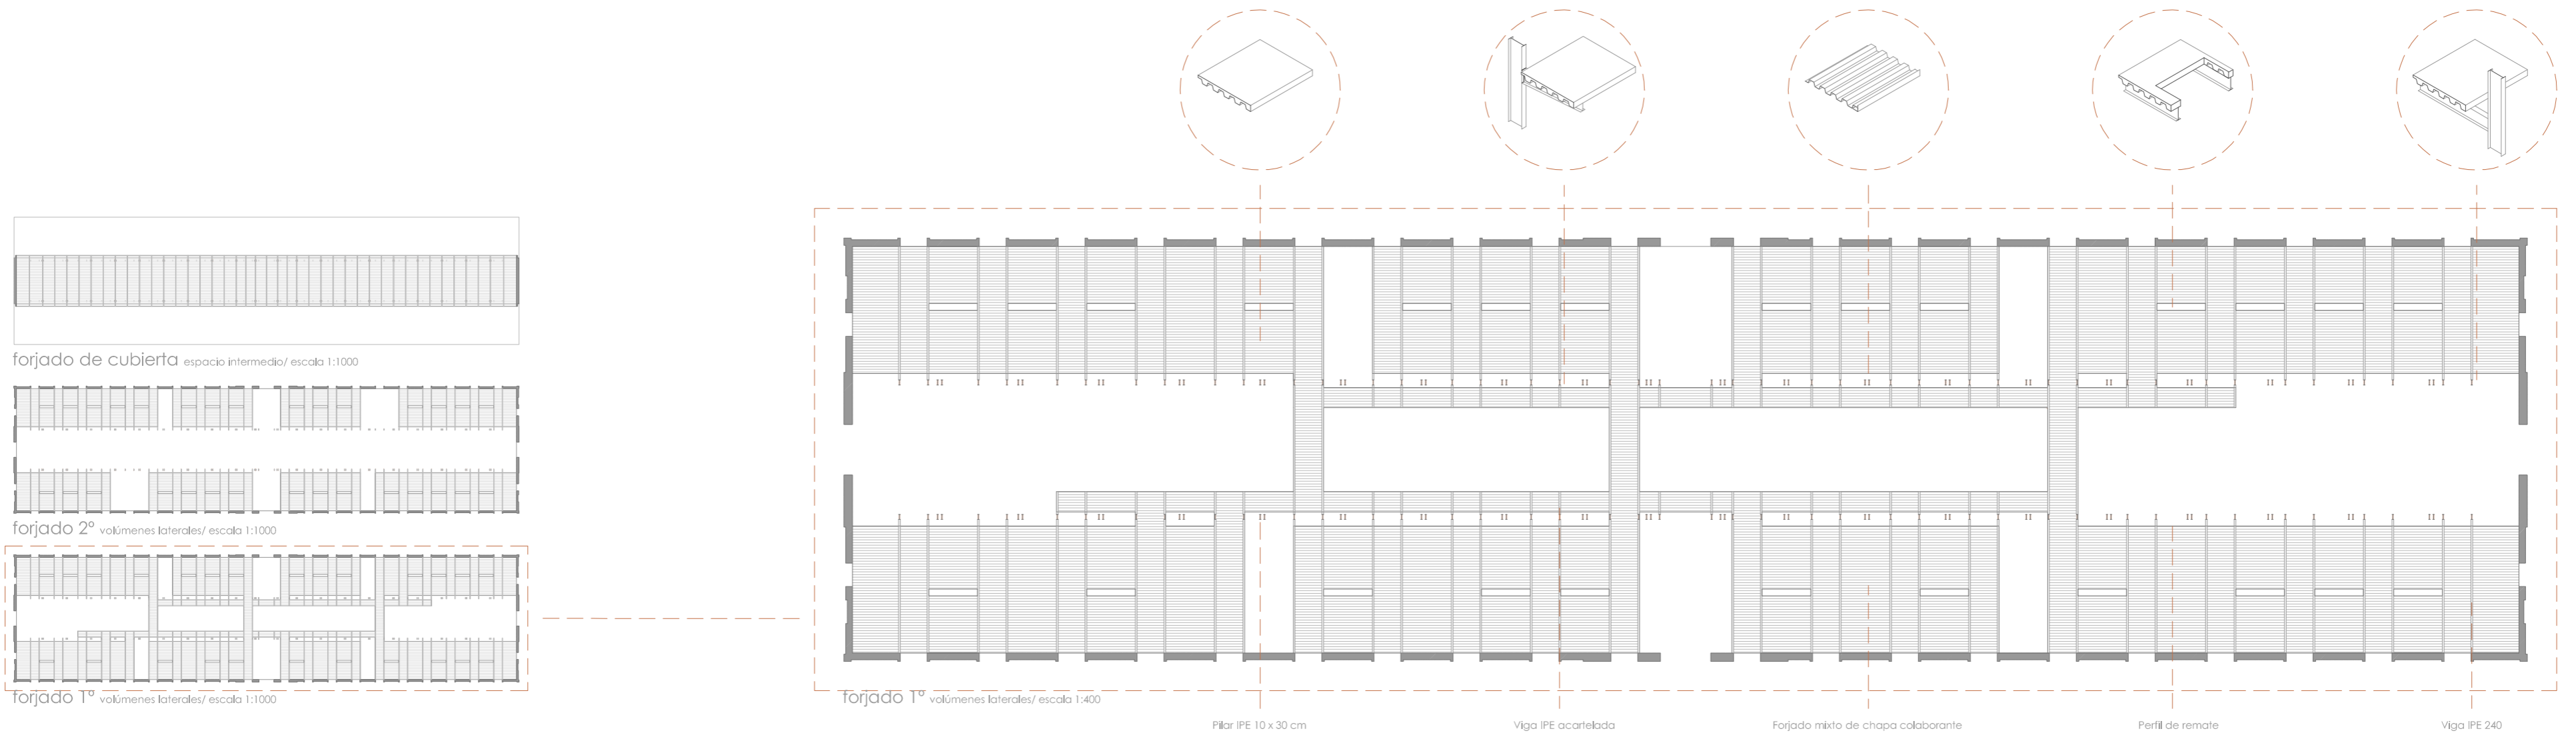 forjado de cubierta espacio intermedio/ escala 1:1000
forjado 2º volúmenes laterales/ escala 1:1000
forjado 1º volúmenes laterales/ escala 1:1000
forjado 1º volúmenes laterales/ escala 1:400
Pilar IPE 10 x 30 cm
Viga IPE acartelada
Forjado mixto de chapa colaborante
Perfil de remate
Viga IPE 240